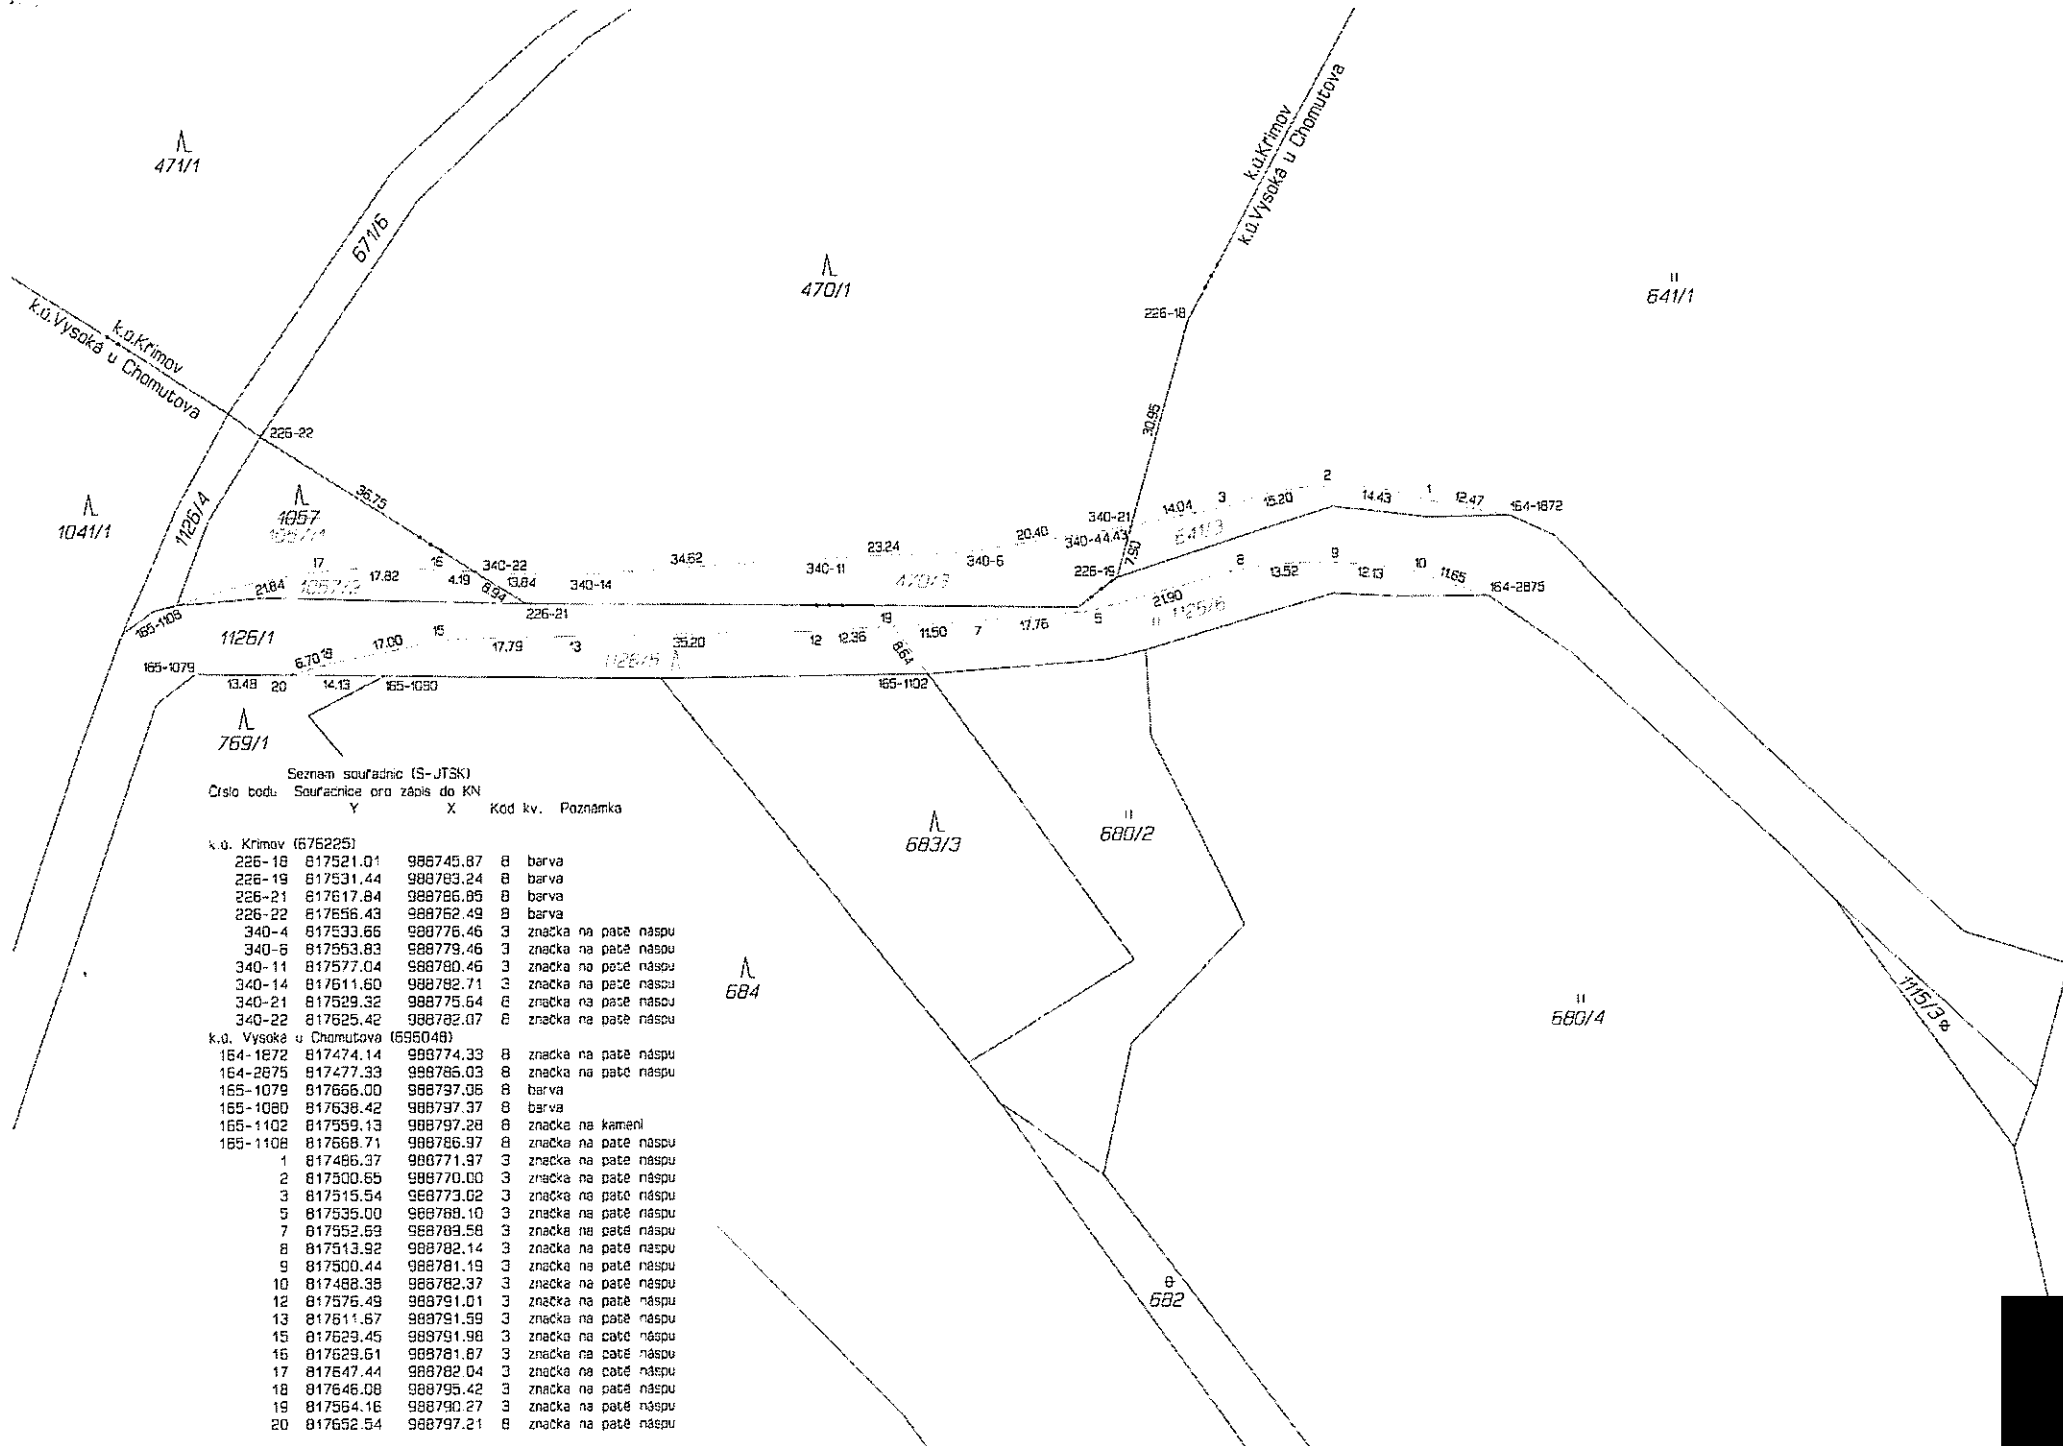 471/1
671/6
k.ú.Křimov
k.ú.Vysoká u Chomutova
470/1
641/1
226-18
k.ú.Křimov
k.ú.Vysoká u Chomutova
226-22
30.95
36.75
1041/1
1126/4
1057
1057/1
2
3
1
14.04
15.20
14.43
12.47
164-1872
340-21
20.40
340-4
4.43
641/3
7.90
17
16
340-22
34.62
23.24
340-11
340-6
21.84
17.82
4.19
13.84
340-14
1057/2
8.94
470/3
226-19
8
9
10
13.52
12.13
11.65
164-2875
165-1108
226-21
21.90
1126/6
1126/1
15
19
5
6.70
18
17.00
17.79
13
35.20
12
12.36
11.50
7
17.76
1126/5
8.64
165-1079
13.48
20
14.13
165-1080
165-1102
769/1
Seznam souřadnic (S-JTSK)
Číslo bodu Souřadnice pro zápis do KN
Y X Kód kv. Poznámka
k.ú. Křimov (676225)
226-18 817521.01 988745.87 8 barva
226-19 817531.44 988783.24 8 barva
226-21 817617.84 988786.85 8 barva
226-22 817656.43 988762.49 8 barva
340-4 817533.66 988776.46 3 značka na patě náspu
340-6 817553.83 988779.46 3 značka na patě náspu
340-11 817577.04 988780.46 3 značka na patě náspu
340-14 817611.60 988782.71 3 značka na patě náspu
340-21 817529.32 988775.64 8 značka na patě náspu
340-22 817625.42 988782.07 8 značka na patě náspu
k.ú. Vysoká u Chomutova (695048)
164-1872 817474.14 988774.33 8 značka na patě náspu
164-2875 817477.33 988786.03 8 značka na patě náspu
165-1079 817666.00 988797.06 8 barva
165-1080 817638.42 988797.37 8 barva
165-1102 817559.13 988797.28 8 značka na kameni
165-1108 817668.71 988786.97 8 značka na patě náspu
1 817486.37 988771.97 3 značka na patě náspu
2 817500.65 988770.00 3 značka na patě náspu
3 817515.54 988773.02 3 značka na patě náspu
5 817535.00 988788.10 3 značka na patě náspu
7 817552.69 988789.58 3 značka na patě náspu
8 817513.92 988782.14 3 značka na patě náspu
9 817500.44 988781.19 3 značka na patě náspu
10 817488.38 988782.37 3 značka na patě náspu
12 817576.49 988791.01 3 značka na patě náspu
13 817611.67 988791.59 3 značka na patě náspu
15 817629.45 988791.98 3 značka na patě náspu
16 817629.61 988781.87 3 značka na patě náspu
17 817647.44 988782.04 3 značka na patě náspu
18 817646.08 988795.42 3 značka na patě náspu
19 817564.16 988790.27 3 značka na patě náspu
20 817652.54 988797.21 8 značka na patě náspu
683/3
680/2
684
680/4
1115/3
682